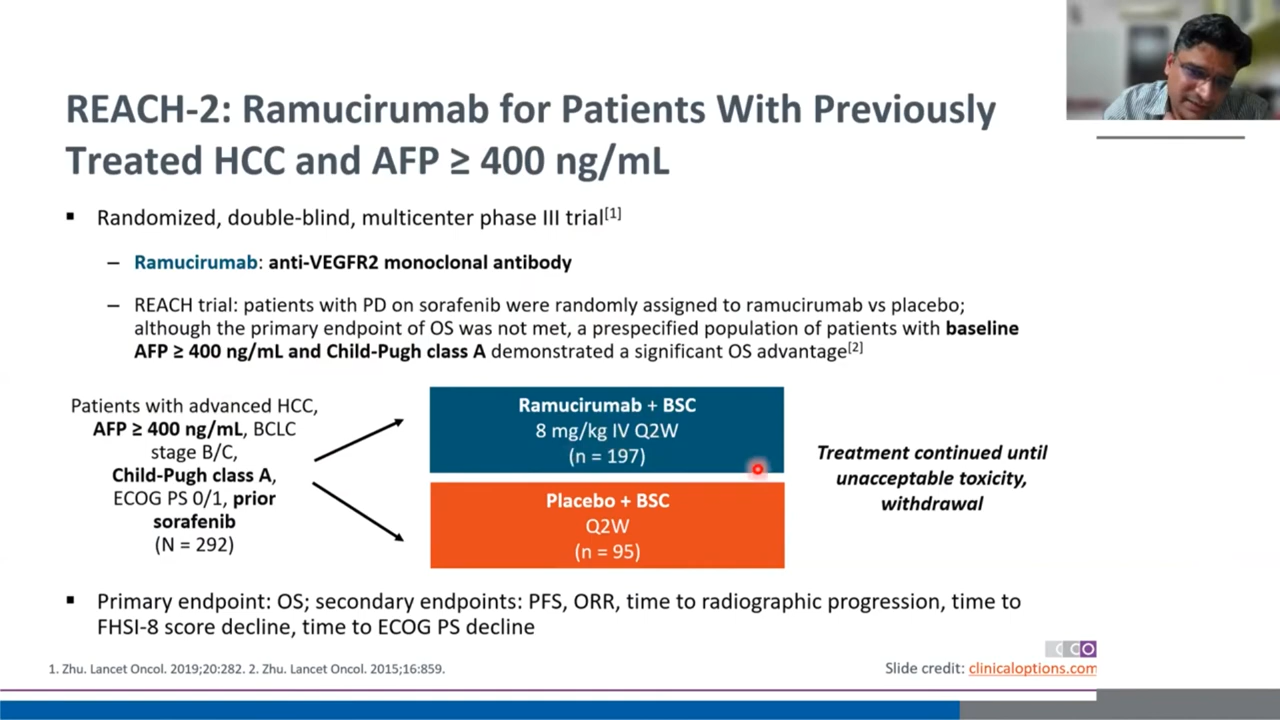 REACH-2: Ramucirumab for Patients With Previously
Treated HCC and AFP ≥ 400 ng/mL
▪ Randomized, double-blind, multicenter phase III trial[1]
– Ramucirumab: anti-VEGFR2 monoclonal antibody
– REACH trial: patients with PD on sorafenib were randomly assigned to ramucirumab vs placebo;
although the primary endpoint of OS was not met, a prespecified population of patients with baseline
AFP ≥ 400 ng/mL and Child-Pugh class A demonstrated a significant OS advantage[2]
Patients with advanced HCC,
AFP ≥ 400 ng/mL, BCLC
stage B/C,
Child-Pugh class A,
ECOG PS 0/1, prior
sorafenib
(N = 292)
Ramucirumab + BSC
8 mg/kg IV Q2W
(n = 197)
Placebo + BSC
Q2W
(n = 95)
Treatment continued until
unacceptable toxicity,
withdrawal
▪ Primary endpoint: OS; secondary endpoints: PFS, ORR, time to radiographic progression, time to
FHSI-8 score decline, time to ECOG PS decline
CCO
1. Zhu. Lancet Oncol. 2019;20:282. 2. Zhu. Lancet Oncol. 2015;16:859.
Slide credit: clinicaloptions.com